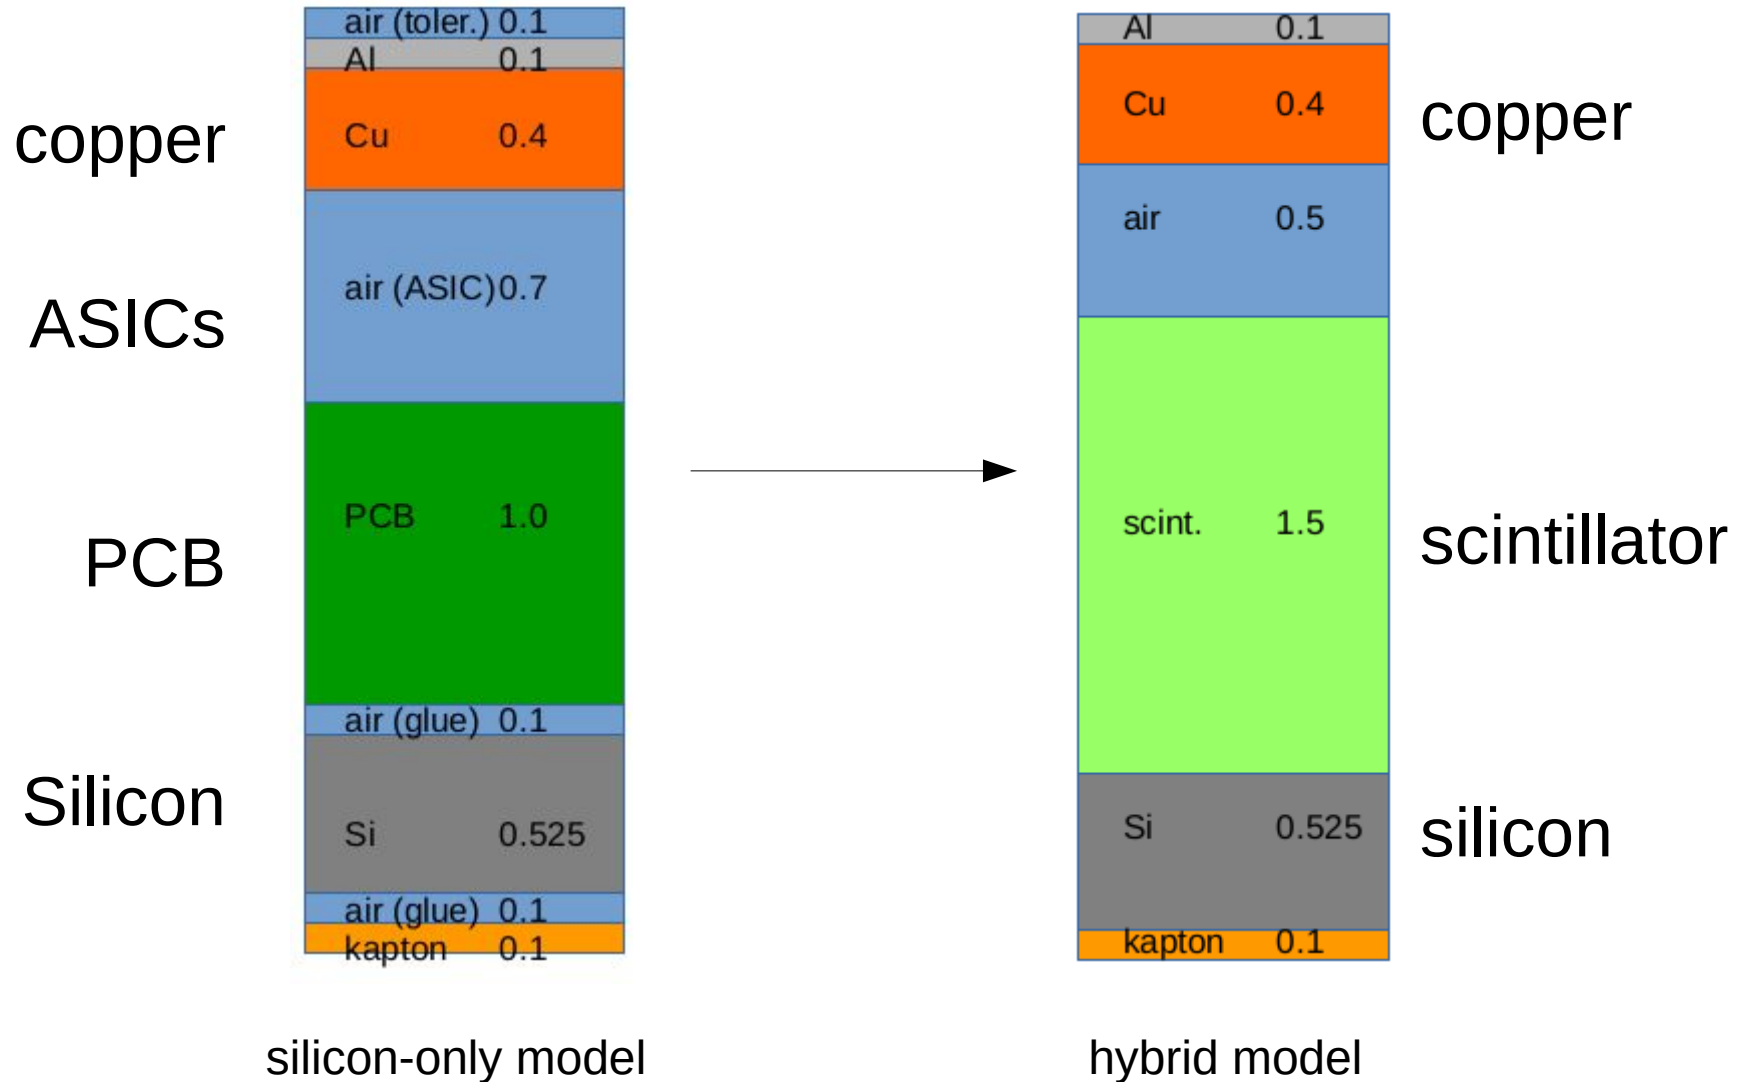 air (toler.) 0.1
Al 0.1
Cu 0.4
air (ASIC) 0.7
PCB 1.0
air (glue) 0.1
Si 0.525
air (glue) 0.1
kapton 0.1
copper
ASICs
PCB
Silicon
silicon-only model
Al 0.1
Cu 0.4
air 0.5
scint. 1.5
Si 0.525
kapton 0.1
copper
scintillator
silicon
hybrid model